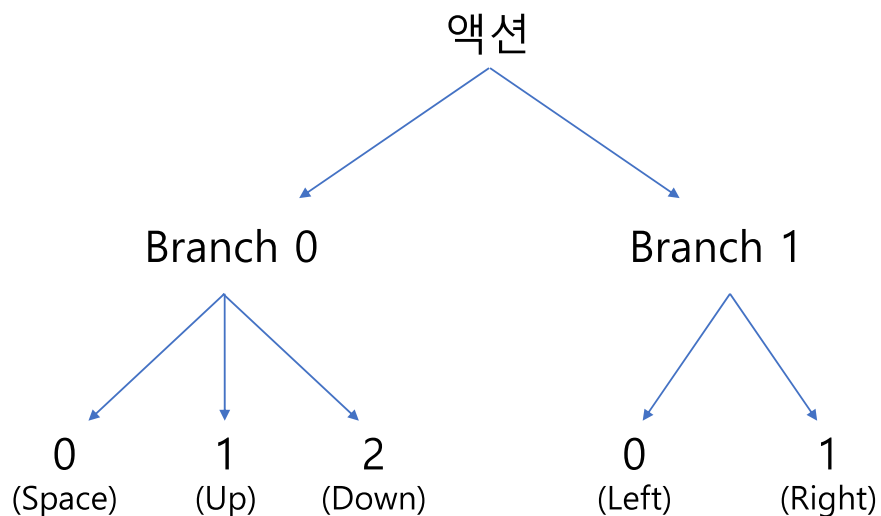 액션
Branch 0 Branch 1
0 1 2 0 1
(Space) (Up) (Down) (Left) (Right)